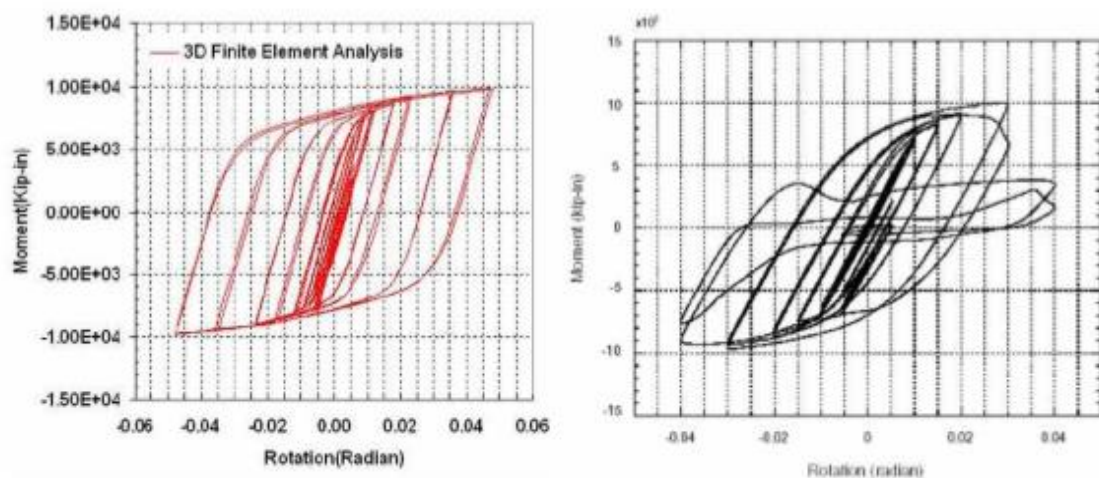 1.50E+04
3D Finite Element Analysis
1.00E+04
5.00E+03
0.00E+00
-5.00E+03
-1.00E+04
-1.50E+04
Moment(Kip-in)
-0.06 -0.04 -0.02 0.00 0.02 0.04 0.06
Rotation(Radian)
15
10
5
0
-5
-10
-15
Moment (kip-in)
-0.04 -0.02 0 0.02 0.04
Rotation (radian)